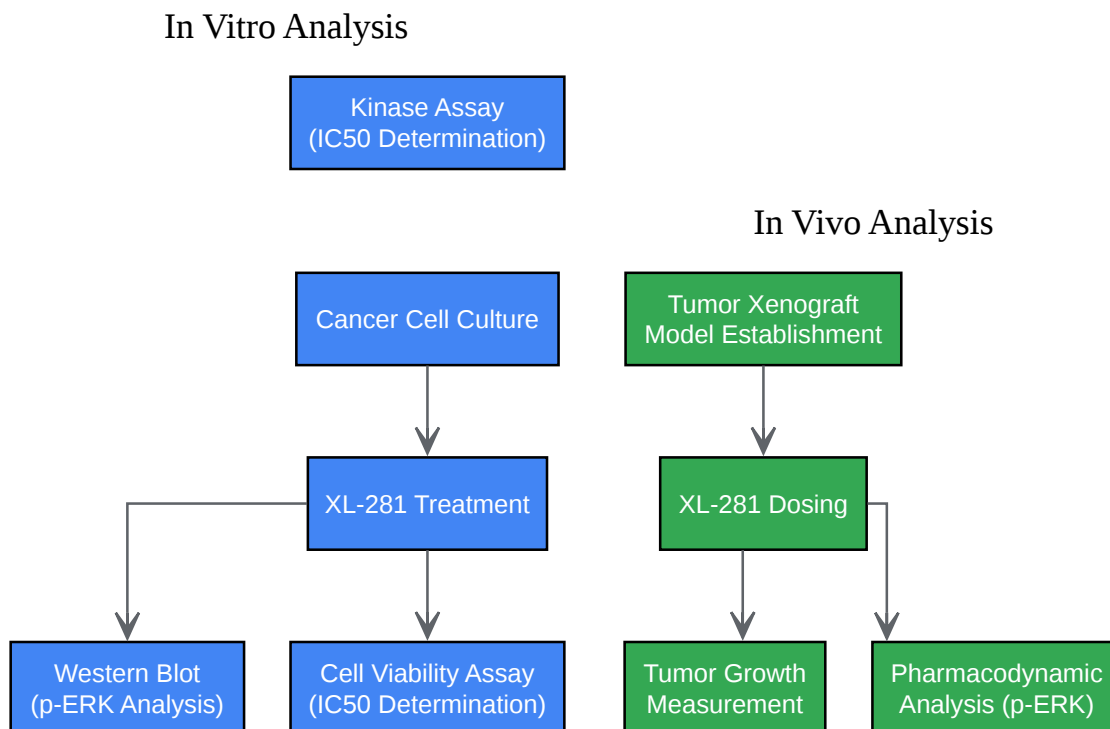 In Vitro Analysis
Kinase Assay
(IC50 Determination)
In Vivo Analysis
Cancer Cell Culture
Tumor Xenograft
Model Establishment
XL-281 Treatment
XL-281 Dosing
Western Blot
(p-ERK Analysis)
Cell Viability Assay
(IC50 Determination)
Tumor Growth
Measurement
Pharmacodynamic
Analysis (p-ERK)